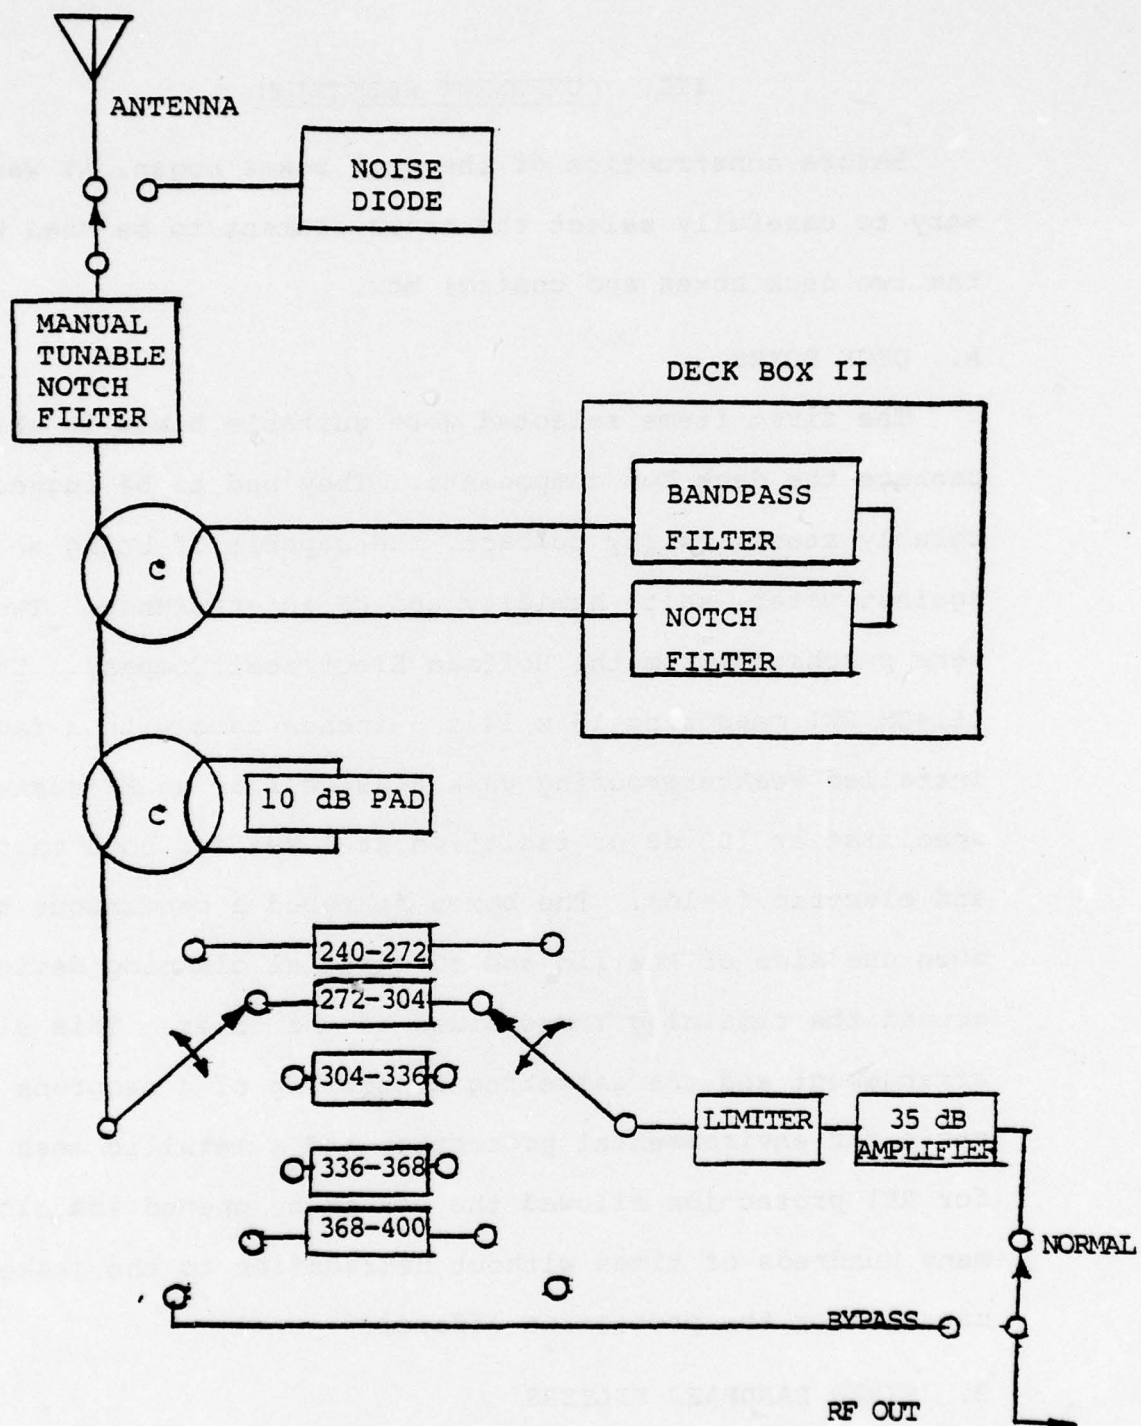 ANTENNA
NOISE
DIODE
MANUAL
TUNABLE
NOTCH
FILTER
DECK BOX II
BANDPASS
FILTER
NOTCH
FILTER
C
C
10 dB PAD
240-272
272-304
304-336
336-368
368-400
LIMITER
35 dB
AMPLIFIER
NORMAL
BYPASS
RF OUT